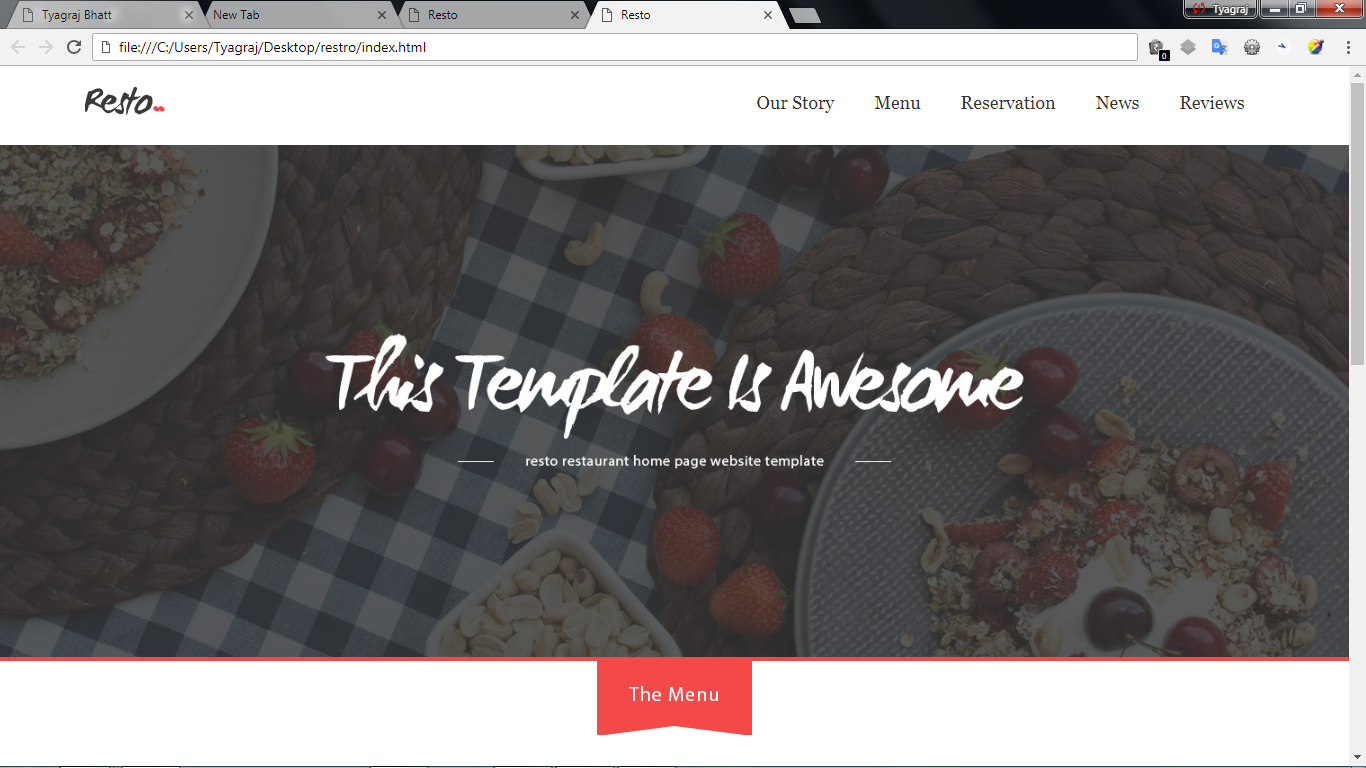 Tyagraj Bhatt
New Tab
Resto
Resto
Tyagraj
file:///C:/Users/Tyagraj/Desktop/restro/index.html
0
Resto
Our Story Menu Reservation News Reviews
This Template Is Awesome
resto restaurant home page website template
The Menu